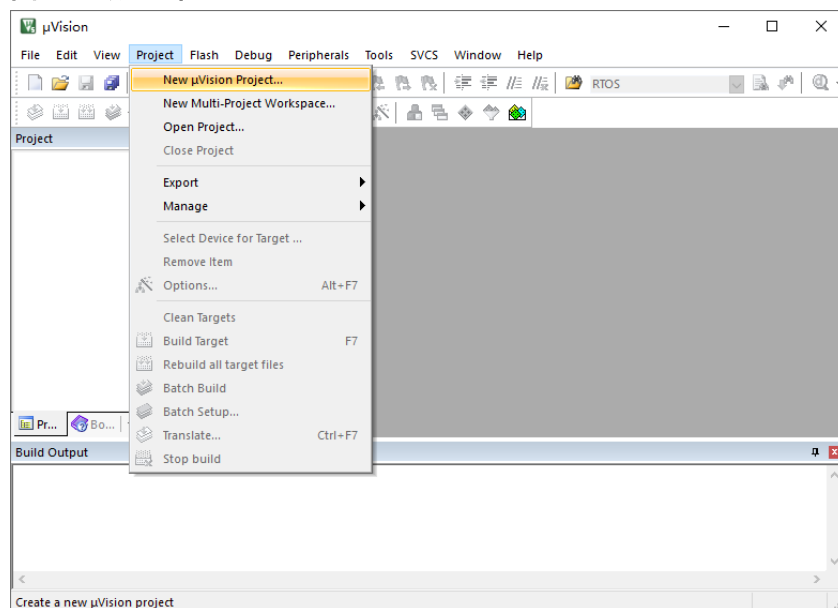 μVision
File Edit View Project Flash Debug Peripherals Tools SVCS Window Help
RTOS
New μVision Project...
New Multi-Project Workspace...
Open Project...
Close Project
Export
Manage
Select Device for Target ...
Remove Item
Options... Alt+F7
Clean Targets
Build Target F7
Rebuild all target files
Batch Build
Batch Setup...
Translate... Ctrl+F7
Stop build
Project
Pr... Bo...
Build Output
Create a new μVision project